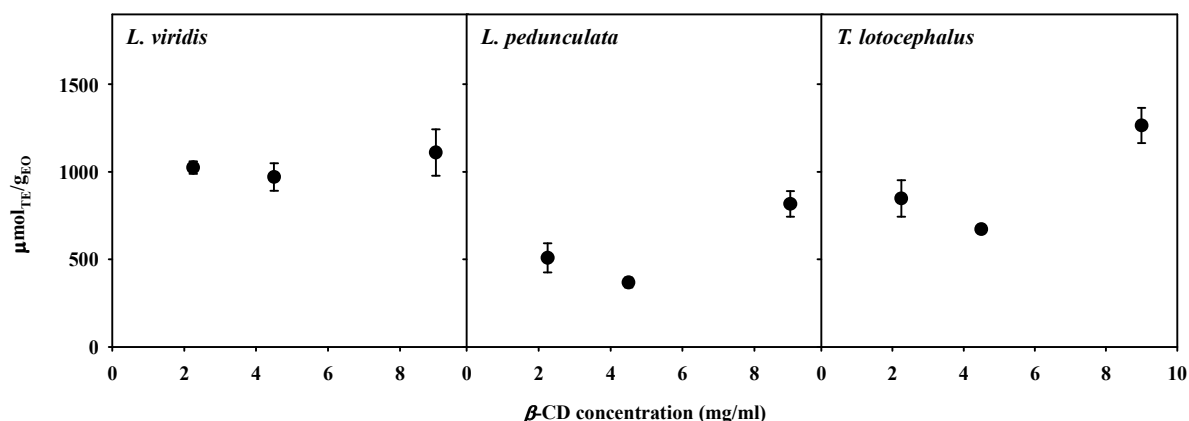 L. viridis
L. pedunculata
T. lotocephalus
1500
1000
500
0
μmolTE/gEO
0 2 4 6 8 0 2 4 6 8 0 2 4 6 8 10
β-CD concentration (mg/ml)